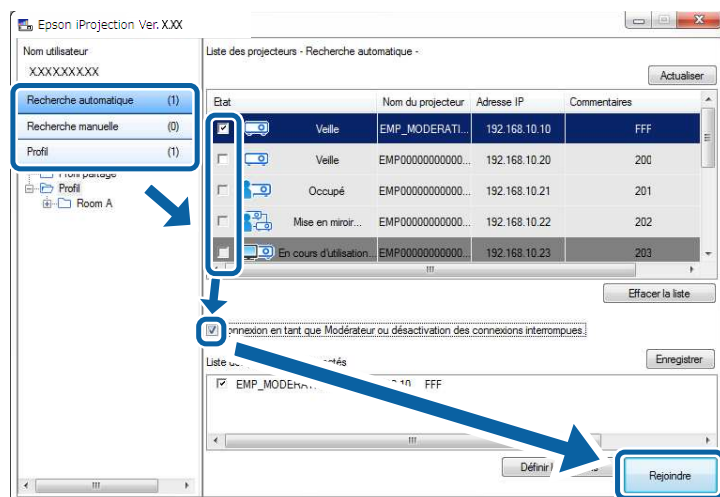 Epson iProjection Ver. X.XX
Nom utilisateur
XXXXXXXXX
Recherche automatique (1)
Recherche manuelle (0)
Profil (1)
Profil partagé
Profil
Room A
Liste des projecteurs - Recherche automatique -
Actualiser
Etat Nom du projecteur Adresse IP Commentaires
Veille EMP_MODERATI... 192.168.10.10 FFF
Veille EMP00000000000... 192.168.10.20 200
Occupé EMP00000000000... 192.168.10.21 201
Mise en miroir... EMP00000000000... 192.168.10.22 202
En cours d'utilisation... EMP00000000000... 192.168.10.23 203
Effacer la liste
onnexion en tant que Modérateur ou désactivation des connexions interrompues.
Liste
Enregistrer
EMP_MODERA 10 FFF
Définir
Rejoindre